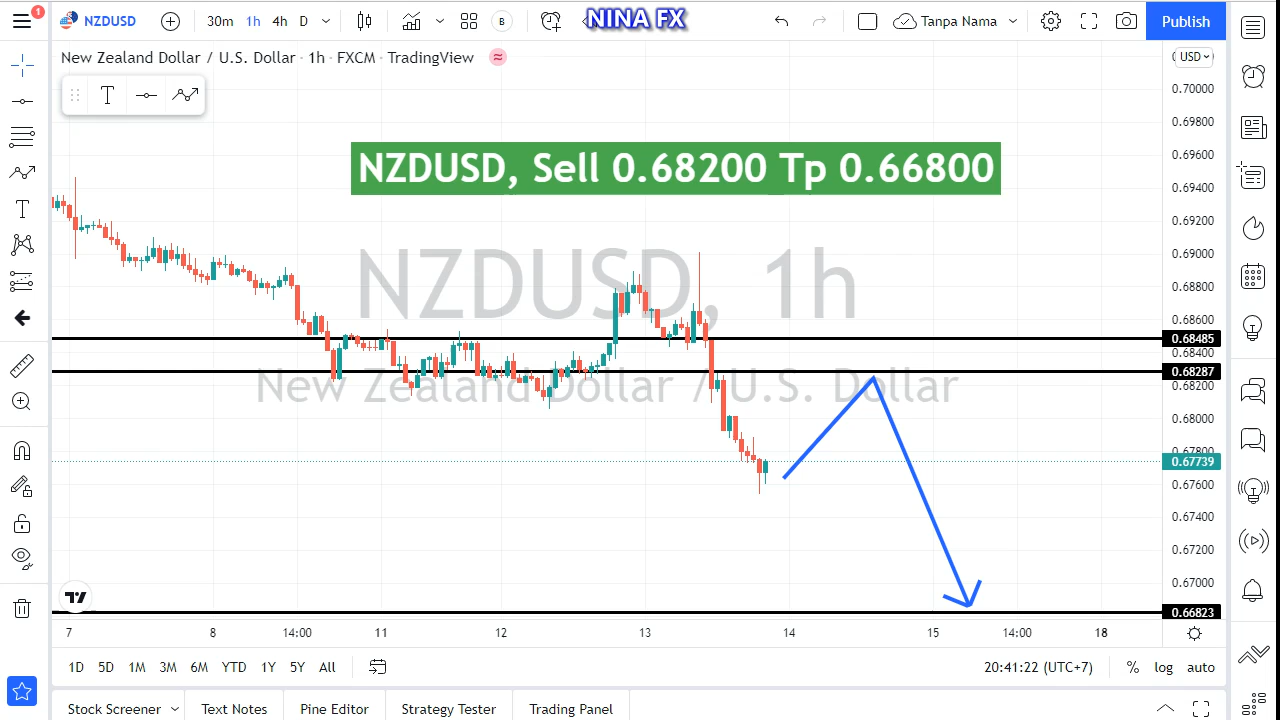 1
NZDUSD
30m 1h 4h D
B
NINA FX
Tanpa Nama
Publish
New Zealand Dollar / U.S. Dollar · 1h · FXCM · TradingView
≈
USD
T
T
NZDUSD, Sell 0.68200 Tp 0.66800
NZDUSD, 1h
New Zealand Dollar / U.S. Dollar
0.70000
0.69800
0.69600
0.69400
0.69200
0.69000
0.68800
0.68600
0.68485
0.68400
0.68287
0.68200
0.68000
0.67800
0.67739
0.67600
0.67400
0.67200
0.67000
0.66823
7 8 14:00 11 12 13 14 15 14:00 18
1D 5D 1M 3M 6M YTD 1Y 5Y All
20:41:22 (UTC+7) % log auto
Stock Screener Text Notes Pine Editor Strategy Tester Trading Panel